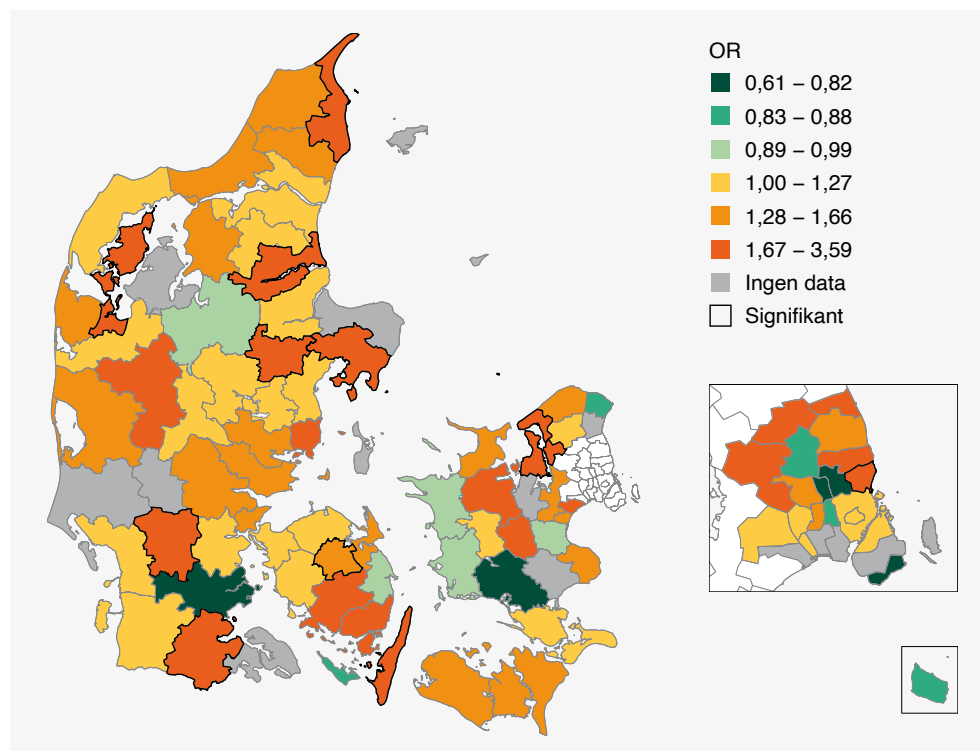 OR
0,61 – 0,82
0,83 – 0,88
0,89 – 0,99
1,00 – 1,27
1,28 – 1,66
1,67 – 3,59
Ingen data
Signifikant